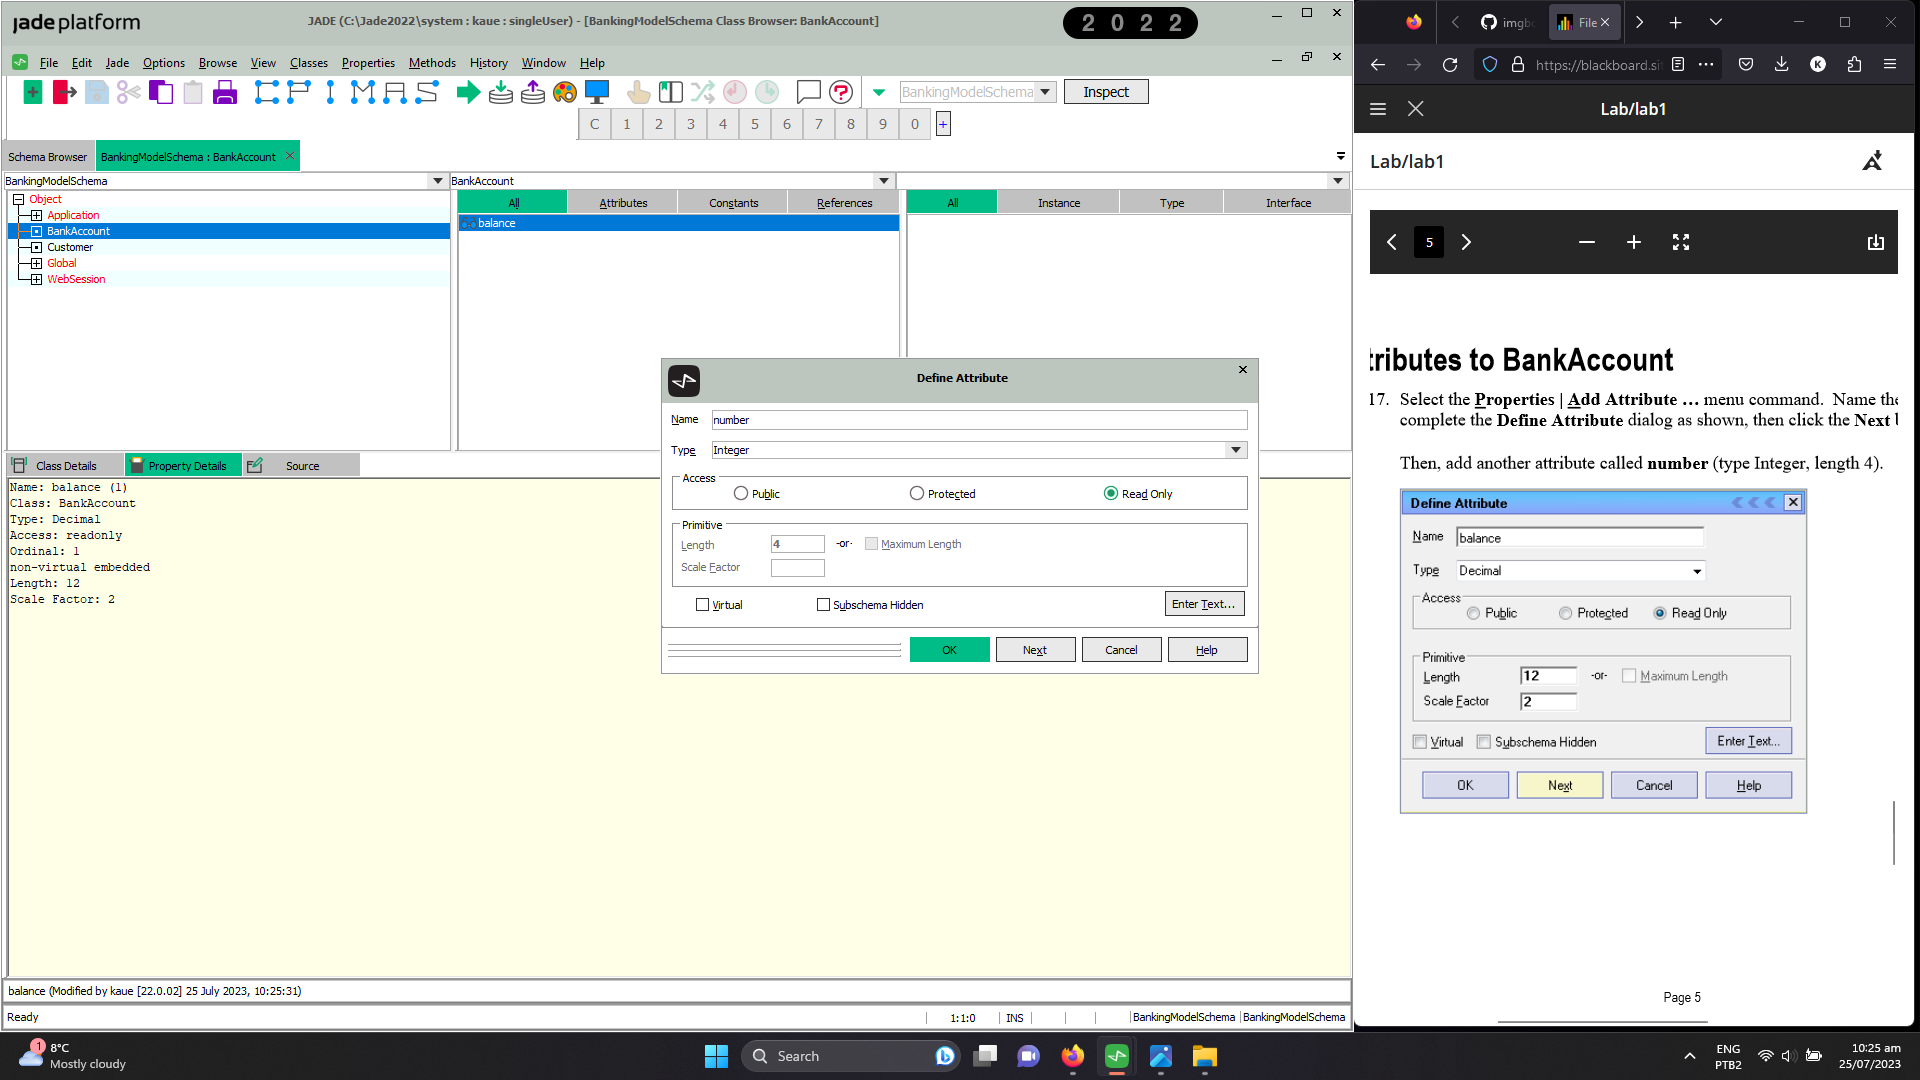 jade platform
JADE (C:\Jade2022\system : kaue : singleUser) - [BankingModelSchema Class Browser: BankAccount]
2022
File Edit Jade Options Browse View Classes Properties Methods History Window Help
BankingModelSchema
Inspect
C 1 2 3 4 5 6 7 8 9 0 +
Schema Browser
BankingModelSchema : BankAccount
BankingModelSchema
BankAccount
Object
Application
BankAccount
Customer
Global
WebSession
All Attributes Constants References
balance
All Instance Type Interface
Class Details
Property Details
Source
Name: balance (1)
Class: BankAccount
Type: Decimal
Access: readonly
Ordinal: 1
non-virtual embedded
Length: 12
Scale Factor: 2
Define Attribute
Name number
Type Integer
Access
Public Protected Read Only
Primitive
Length 4 -or- Maximum Length
Scale Factor
Virtual Subschema Hidden Enter Text...
OK Next Cancel Help
balance (Modified by kaue [22.0.02] 25 July 2023, 10:25:31)
Ready 1:1:0 INS BankingModelSchema BankingModelSchema
File
https://blackboard.si
Lab/lab1
Lab/lab1
5
tributes to BankAccount
17. Select the Properties | Add Attribute … menu command. Name the
complete the Define Attribute dialog as shown, then click the Next
Then, add another attribute called number (type Integer, length 4).
Define Attribute
Name balance
Type Decimal
Access
Public Protected Read Only
Primitive
Length 12 -or- Maximum Length
Scale Factor 2
Virtual Subschema Hidden Enter Text...
OK Next Cancel Help
Page 5
1
8°C
Mostly cloudy
Search
ENG
PTB2
10:25 am
25/07/2023